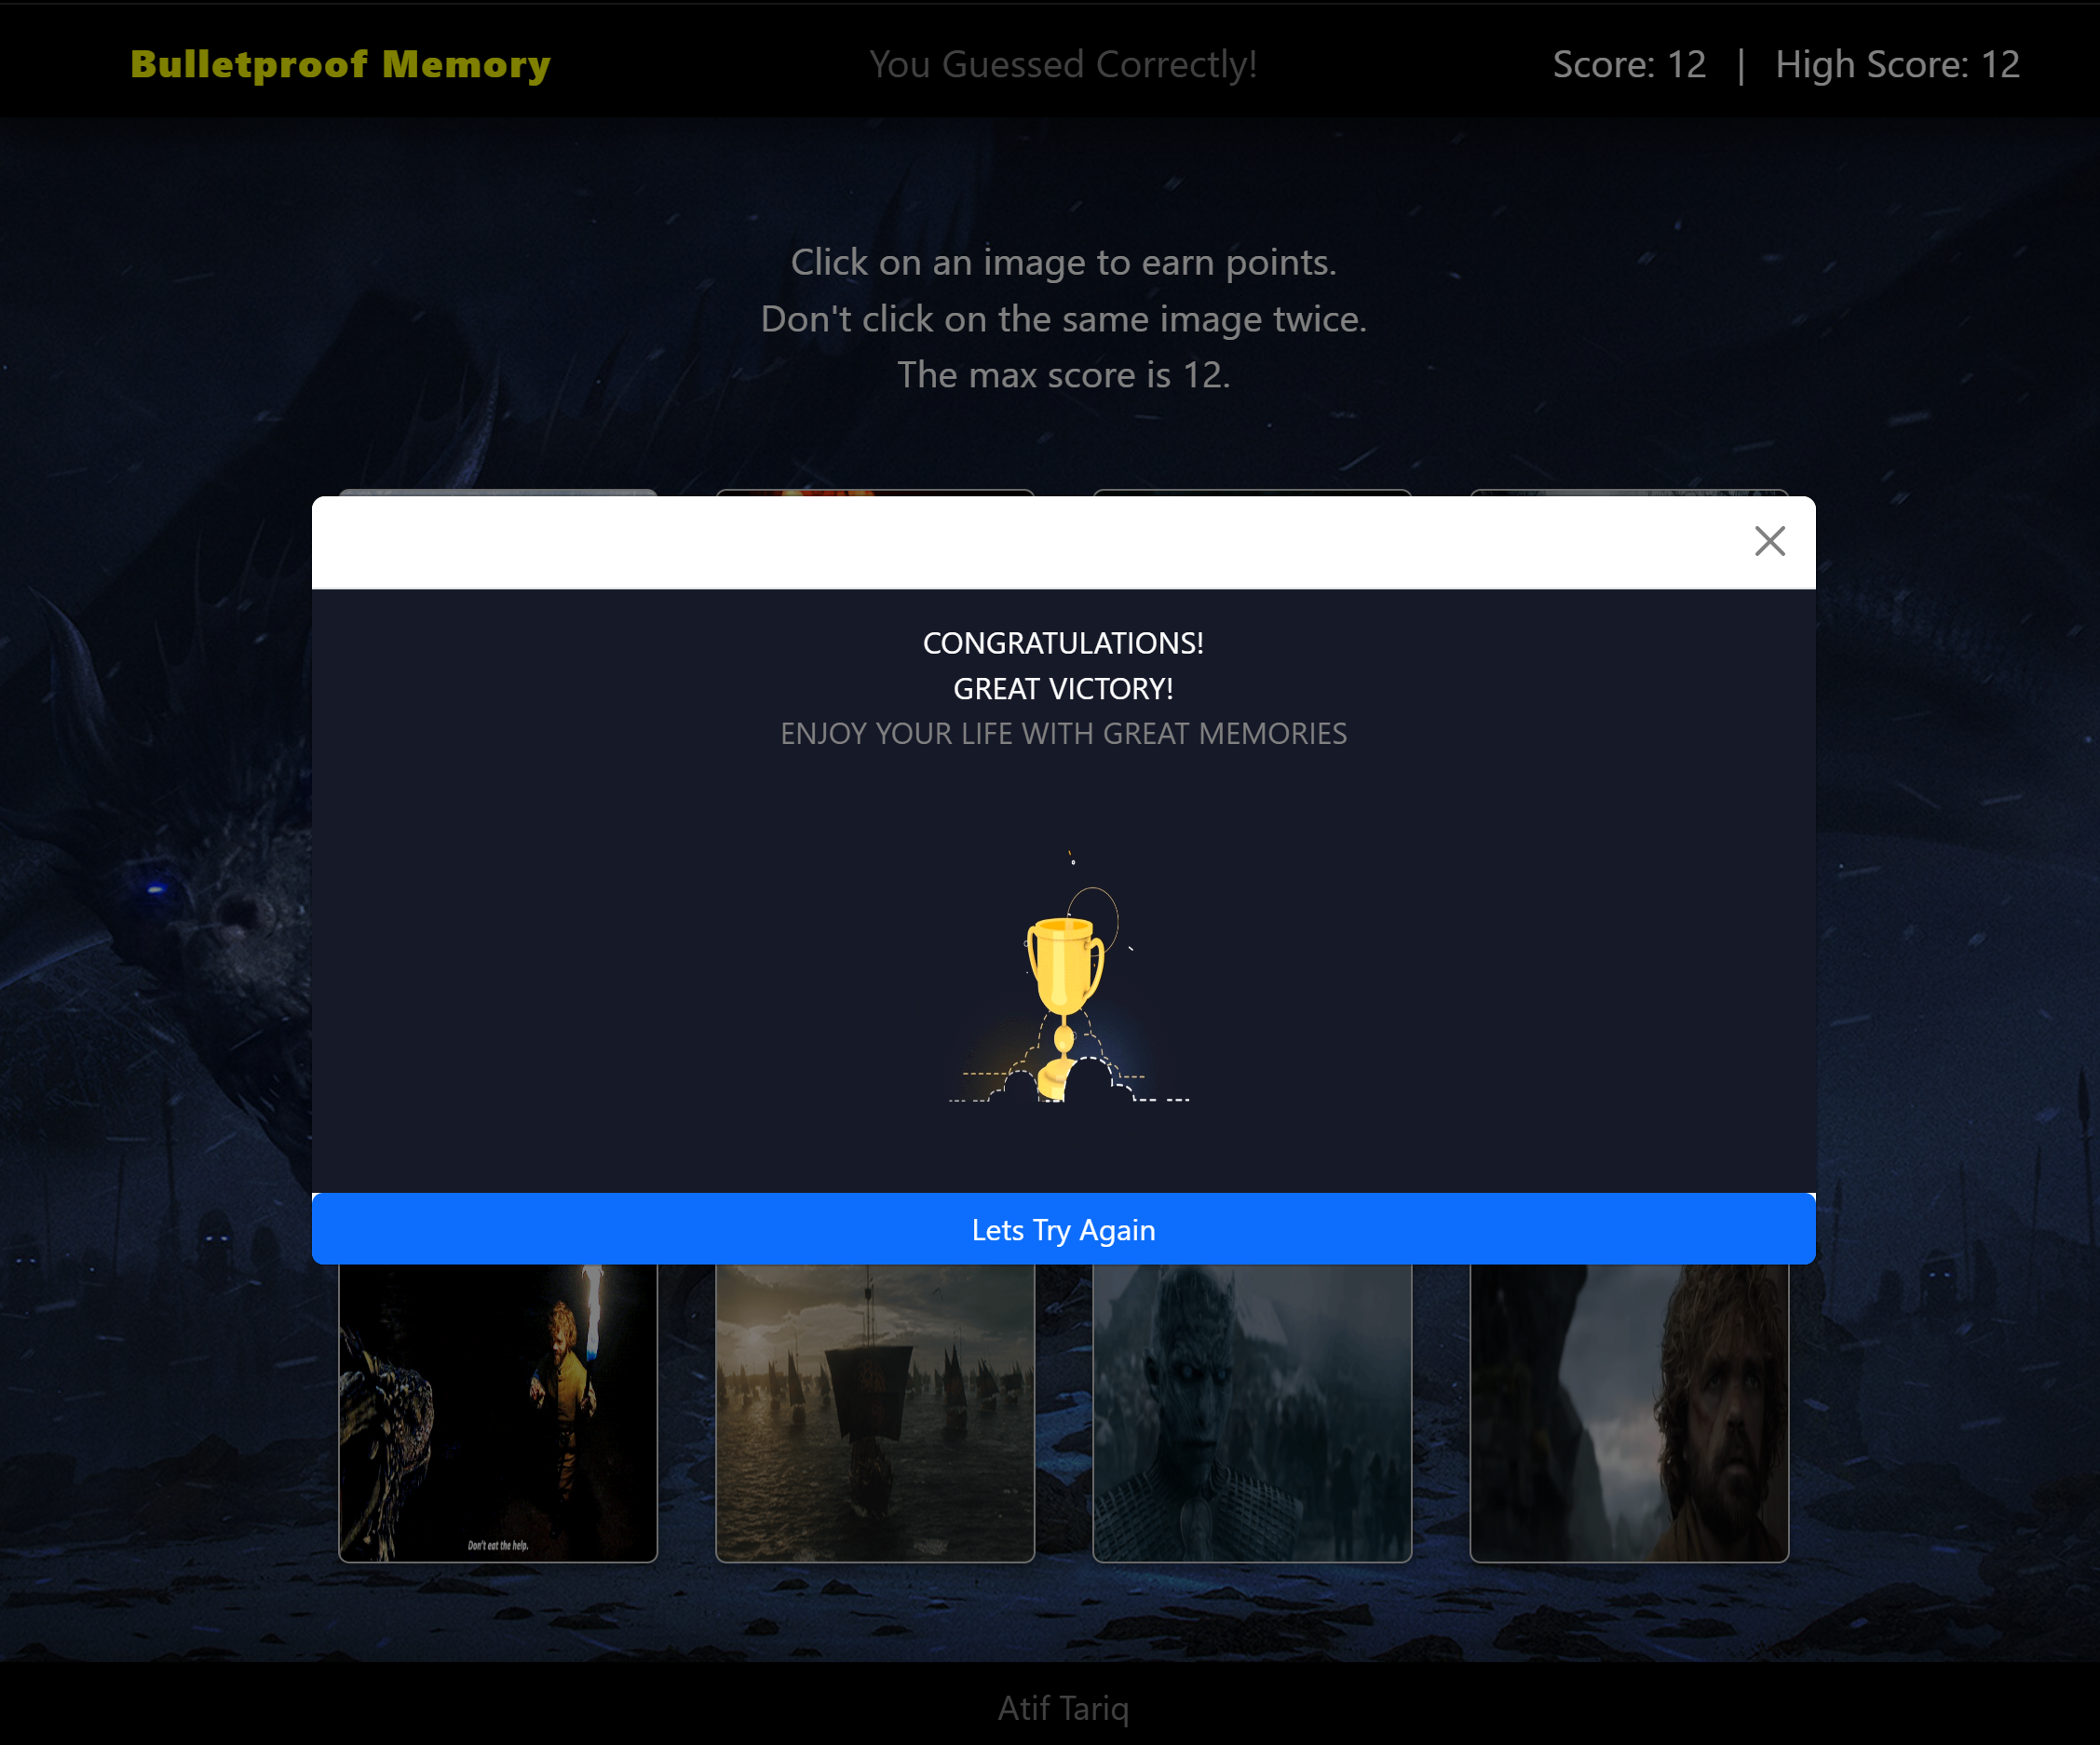 Bulletproof Memory
You Guessed Correctly!
Score: 12 | High Score: 12
Click on an image to earn points.
Don't click on the same image twice.
The max score is 12.
CONGRATULATIONS!
GREAT VICTORY!
ENJOY YOUR LIFE WITH GREAT MEMORIES
Lets Try Again
Don't eat the help.
Atif Tariq